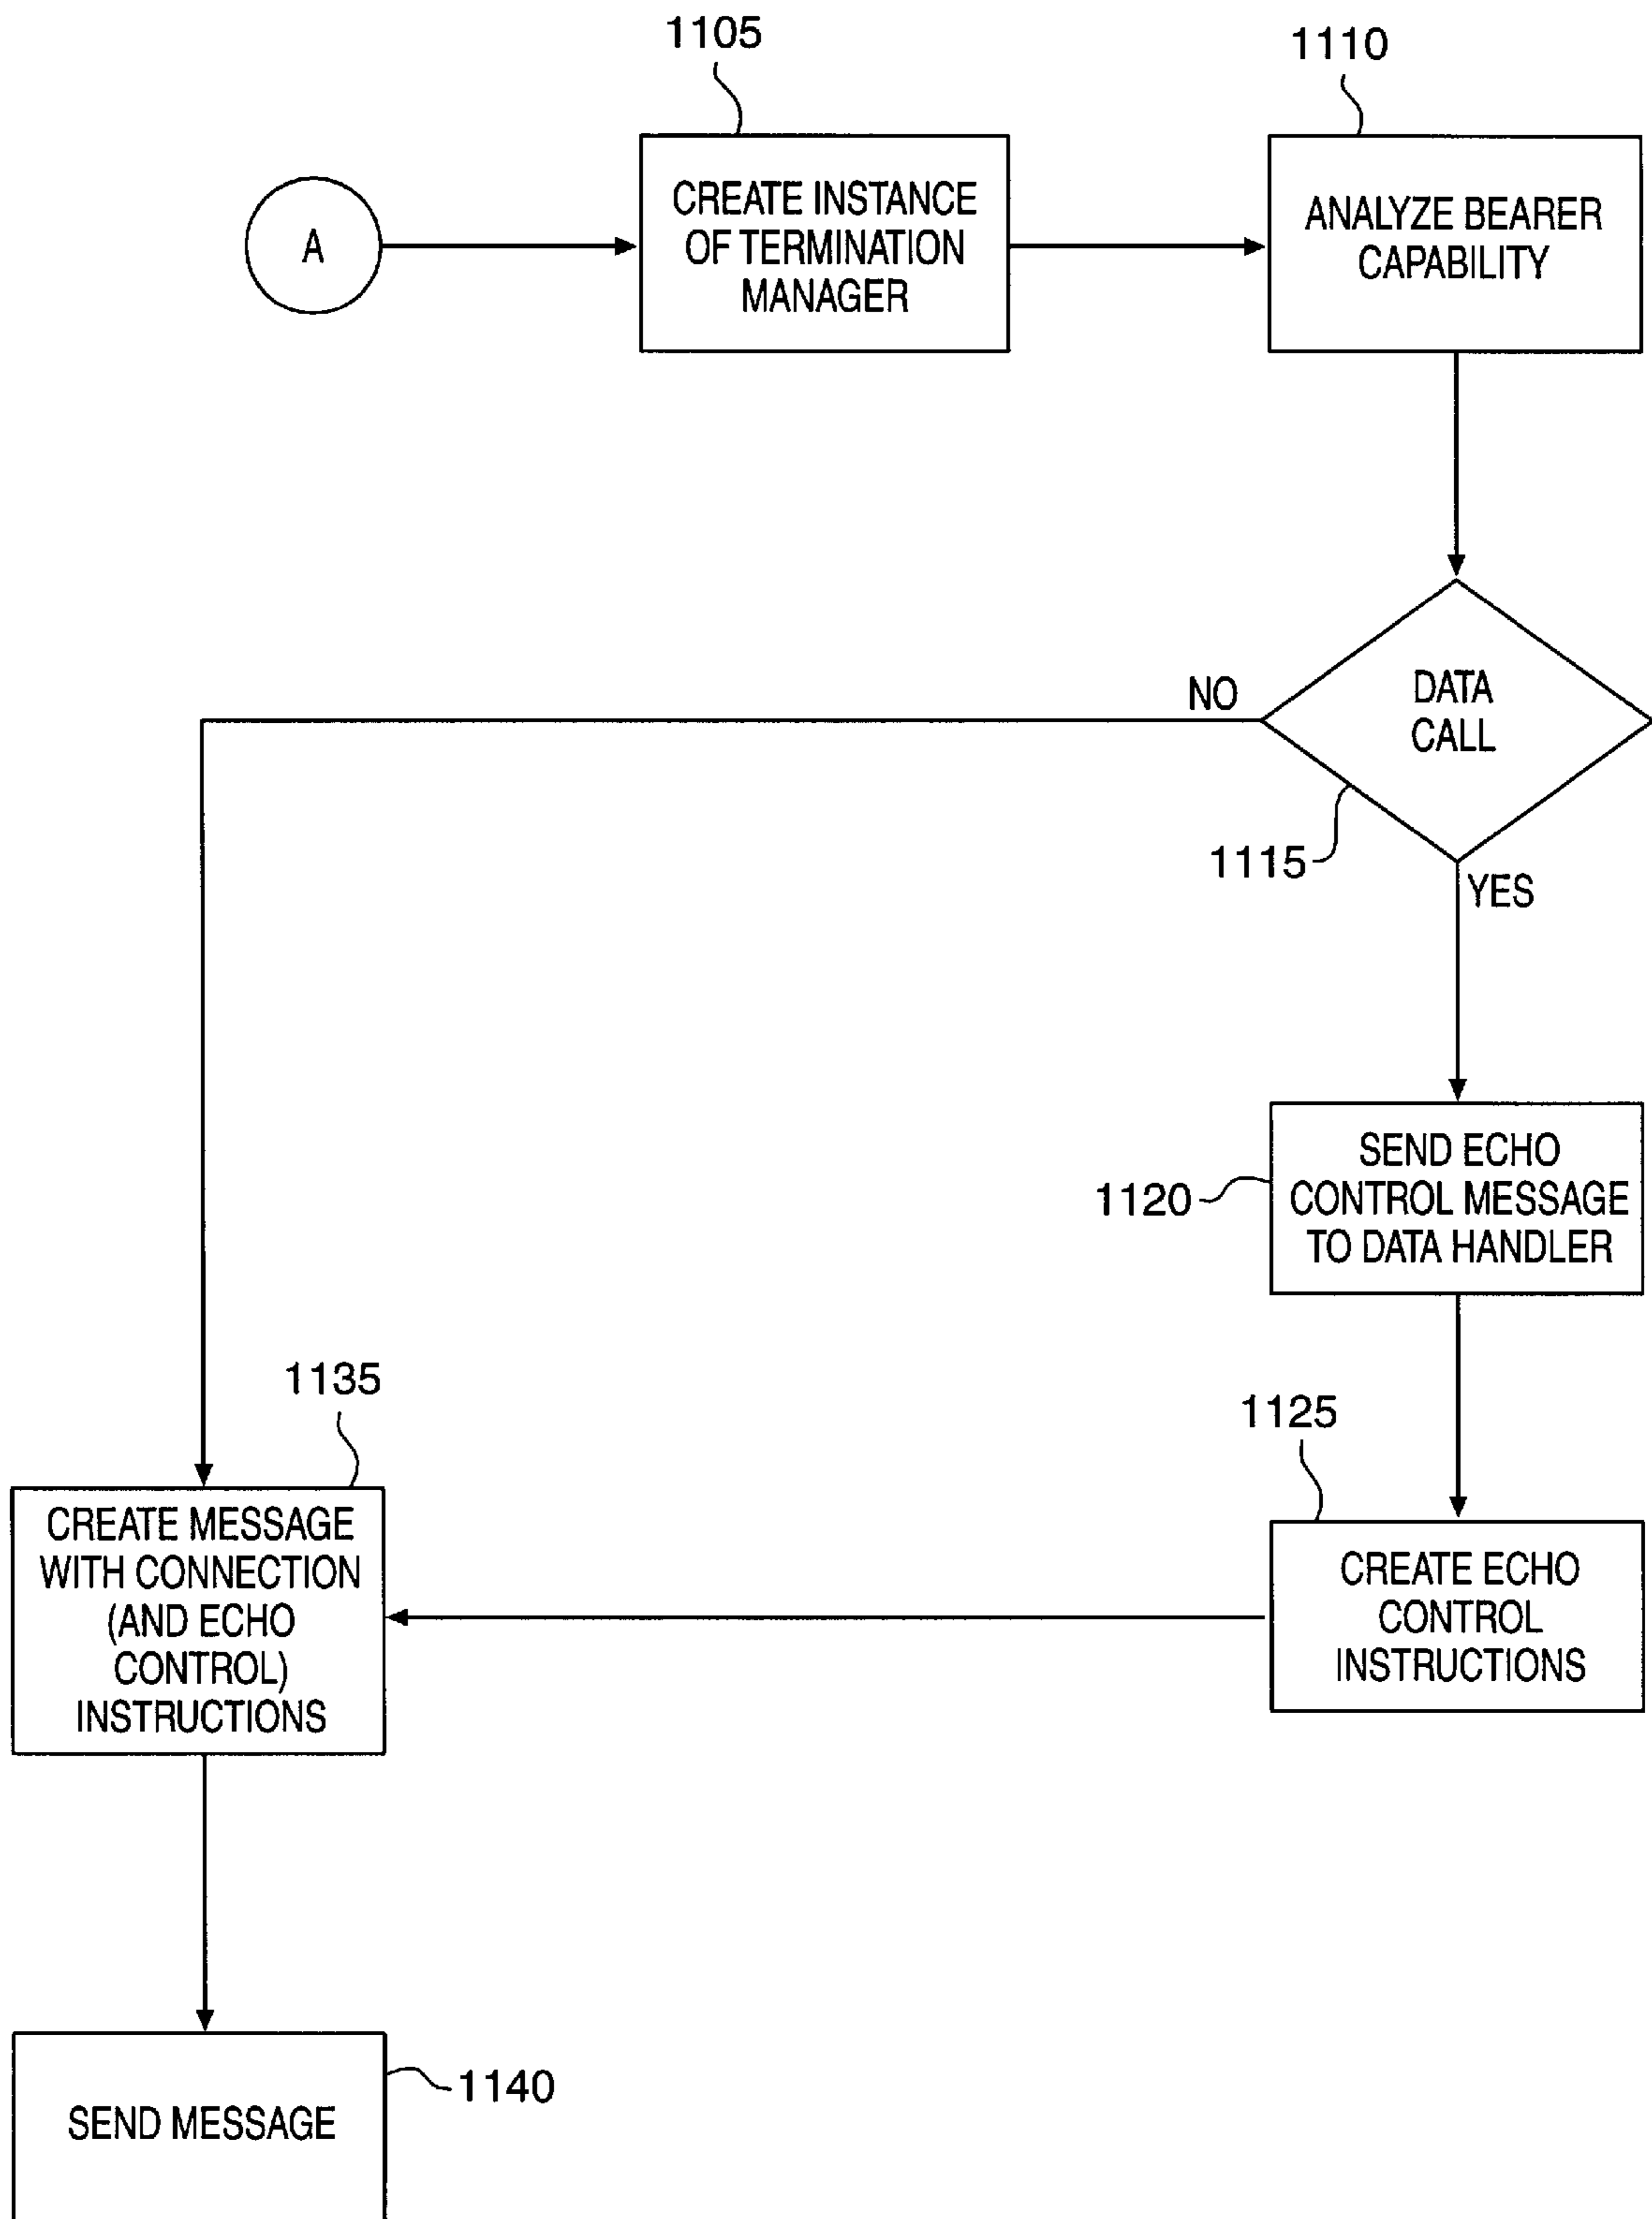 1105
1110
A
CREATE INSTANCE
OF TERMINATION
MANAGER
ANALYZE BEARER
CAPABILITY
NO
DATA
CALL
1115
YES
1120
SEND ECHO
CONTROL MESSAGE
TO DATA HANDLER
1135
1125
CREATE MESSAGE
WITH CONNECTION
(AND ECHO
CONTROL)
INSTRUCTIONS
CREATE ECHO
CONTROL
INSTRUCTIONS
1140
SEND MESSAGE